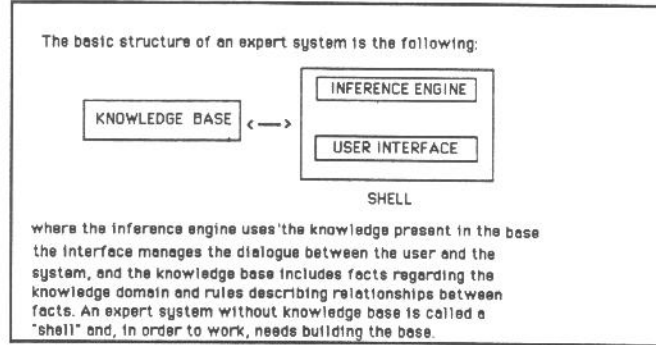 The basic structure of an expert system is the following:
INFERENCE ENGINE
KNOWLEDGE BASE <—>
USER INTERFACE
SHELL
where the inference engine uses'the knowledge present in the base
the interface manages the dialogue between the user and the
system, and the knowledge base includes facts regarding the
knowledge domain and rules describing relationships between
facts. An expert system without knowledge base is called a
"shell" and, in order to work, needs building the base.